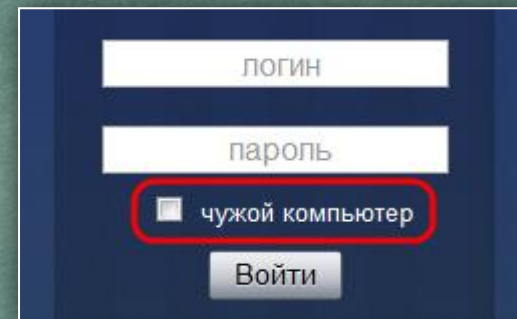 логин
пароль
чужой компьютер
Войти